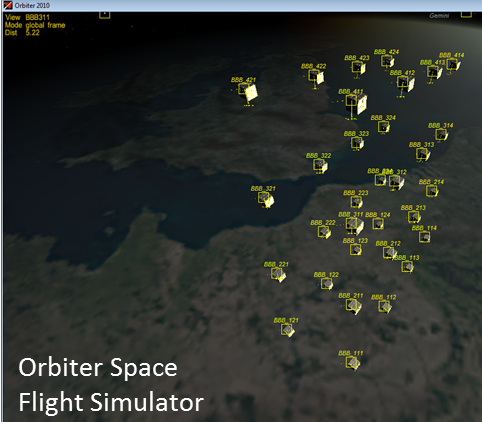 Orbiter 2010
View BBB311
Mode global frame
Dist 5.22
Gemini
BBB_424
BBB_423
BBB_414
BBB_422
BBB_413
BBB_412
BBB_421
BBB_411
BBB_324
BBB_314
BBB_323
BBB_313
BBB_322
BBB_312
BBB_214
BBB_321
BBB_223
BBB_213
BBB_311
BBB_124
BBB_222
BBB_114
BBB_123
BBB_212
BBB_113
BBB_221
BBB_122
BBB_211
BBB_112
BBB_121
BBB_111
Orbiter Space
Flight Simulator